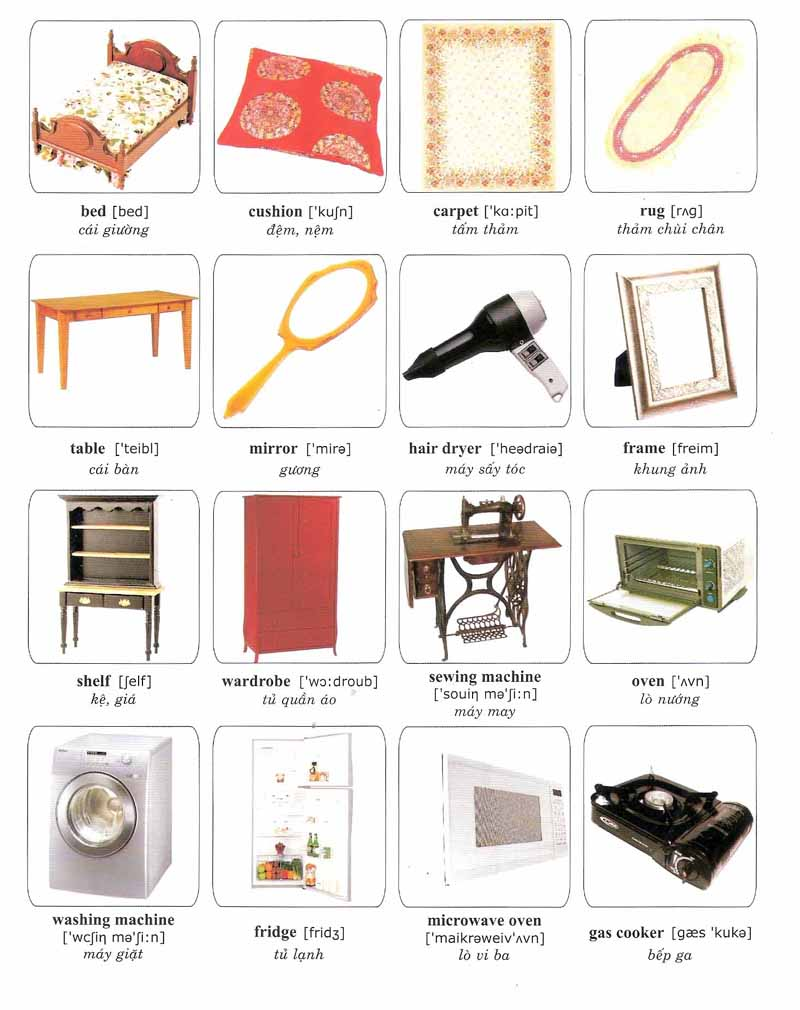 bed [bed]
cái giường
cushion ['kuʃn]
đệm, nệm
carpet ['kɑ:pit]
tấm thảm
rug [rʌg]
thảm chùi chân
table ['teibl]
cái bàn
mirror ['mirə]
gương
hair dryer ['heədraiə]
máy sấy tóc
frame [freim]
khung ảnh
shelf [ʃelf]
kệ, giá
wardrobe ['wɔ:droub]
tủ quần áo
sewing machine
['souiη mə'ʃi:n]
máy may
oven ['ʌvn]
lò nướng
washing machine
['wcʃiη mə'ʃi:n]
máy giặt
fridge [fridʒ]
tủ lạnh
microwave oven
['maikrəweiv'ʌvn]
lò vi ba
gas cooker [gæs 'kukə]
bếp ga